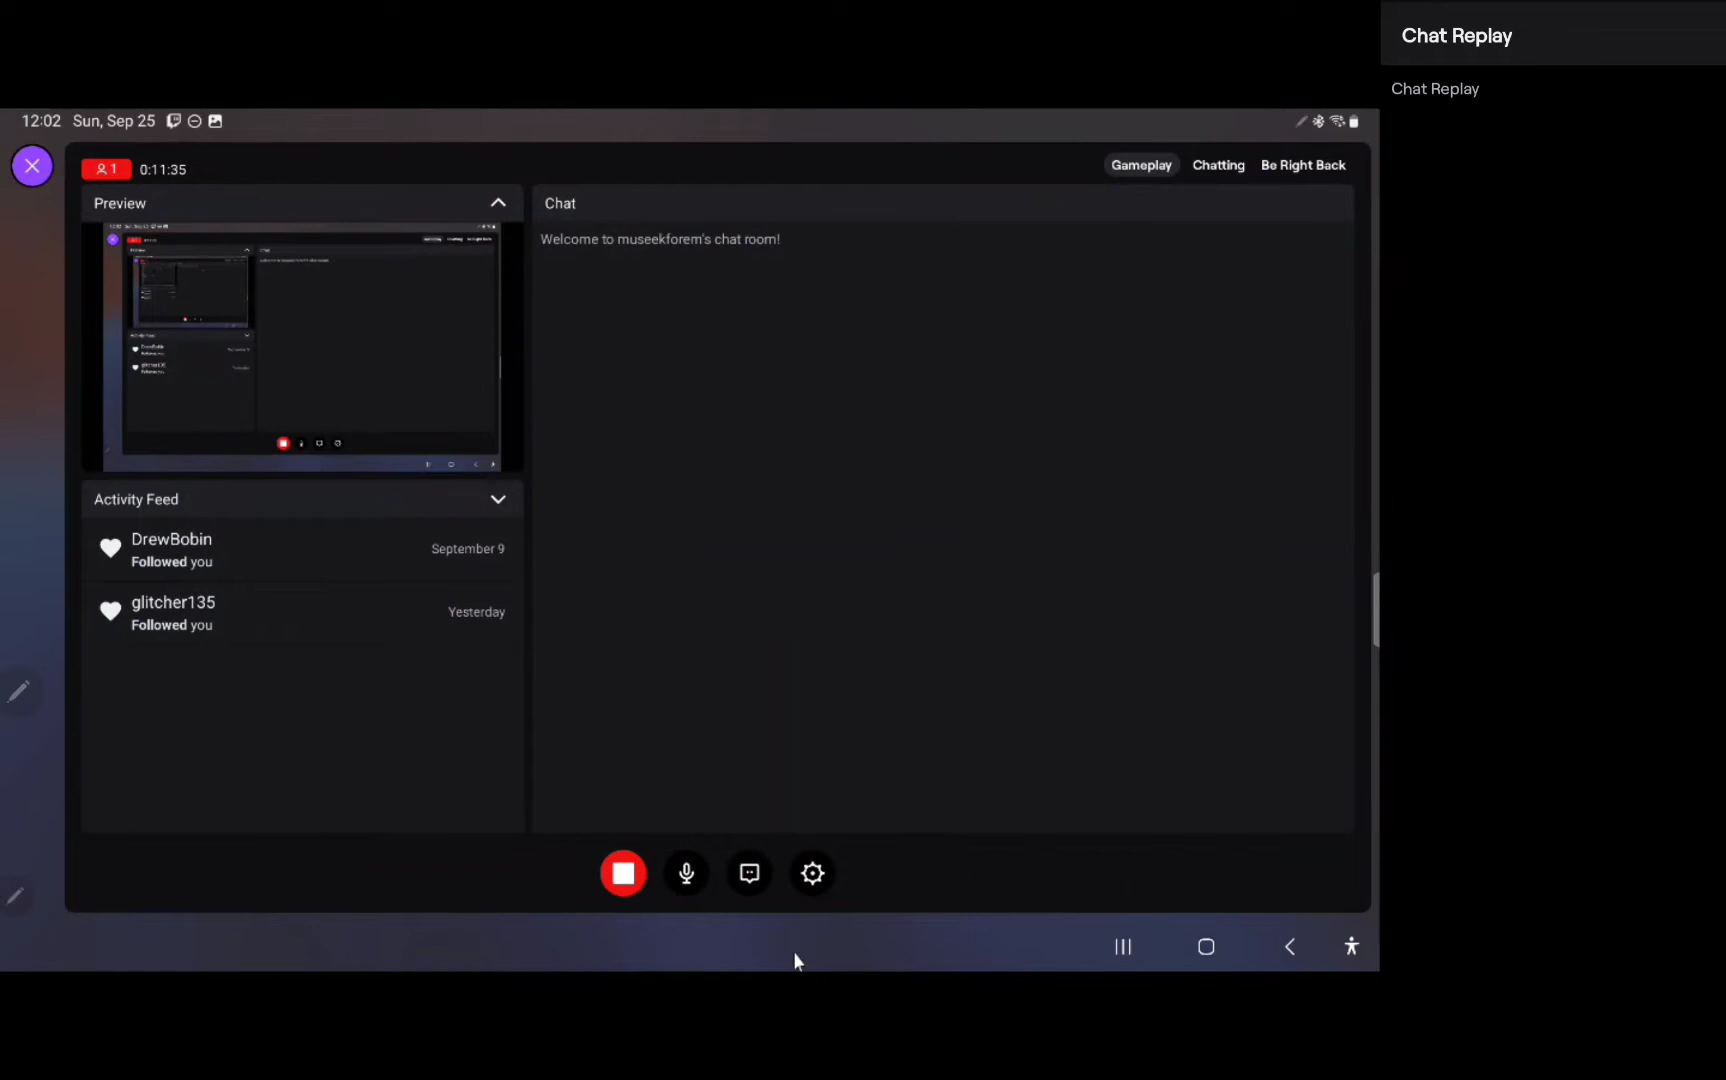 Chat Replay
Chat Replay
12:02 Sun, Sep 25
1 0:11:35
Gameplay Chatting Be Right Back
Preview
Activity Feed
DrewBobin
Followed you
September 9
glitcher135
Followed you
Yesterday
Chat
Welcome to museekforem's chat room!